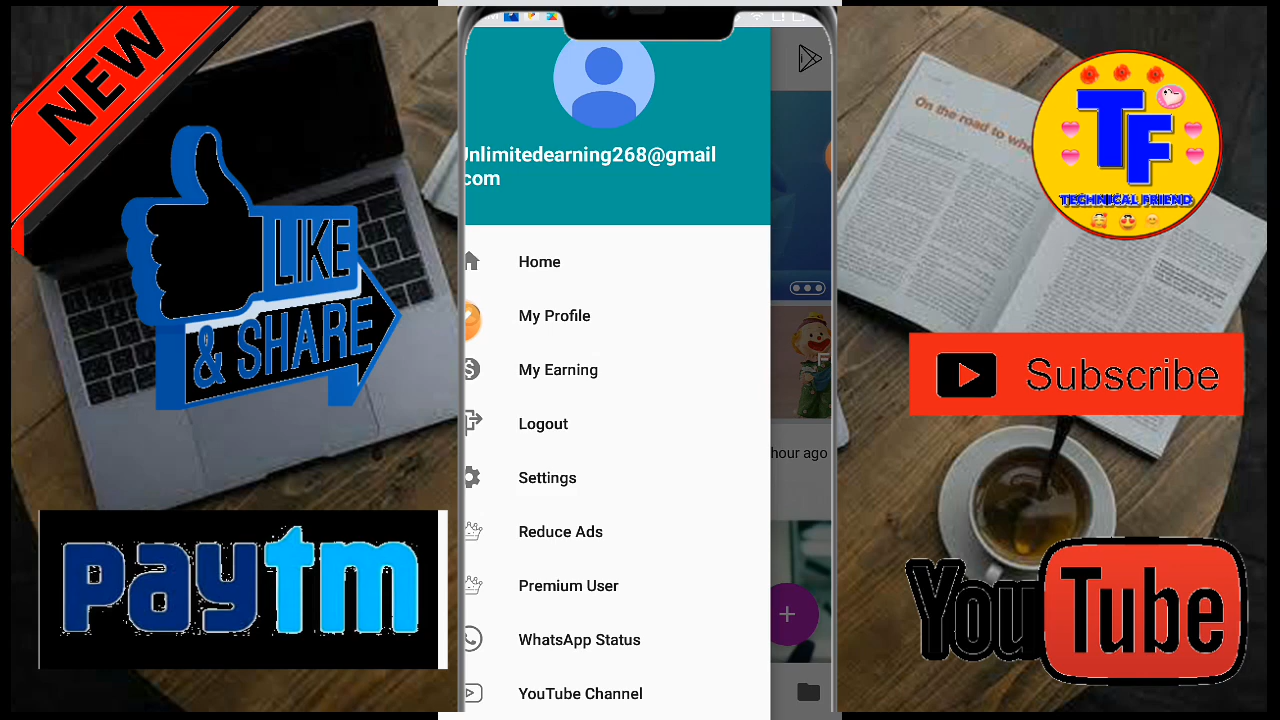 NEW
LIKE
& SHARE
paytm
Unlimitedearning268@gmail
com
Home
My Profile
My Earning
Logout
Settings
Reduce Ads
Premium User
WhatsApp Status
YouTube Channel
hour ago
On the road to
TF
TECHNICAL FRIEND
Subscribe
YouTube